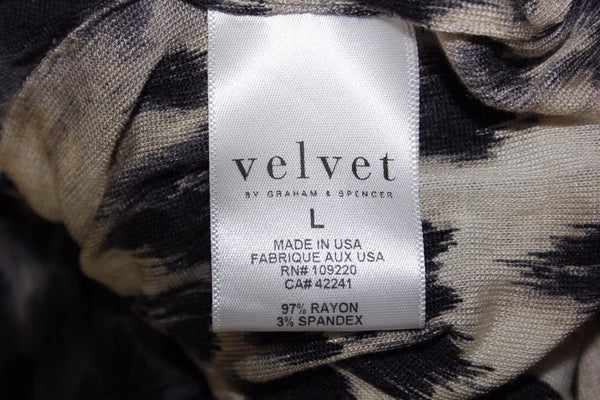 velvet
BY GRAHAM & SPENCER
L
MADE IN USA
FABRIQUE AUX USA
RN# 109220
CA# 42241
97% RAYON
3% SPANDEX